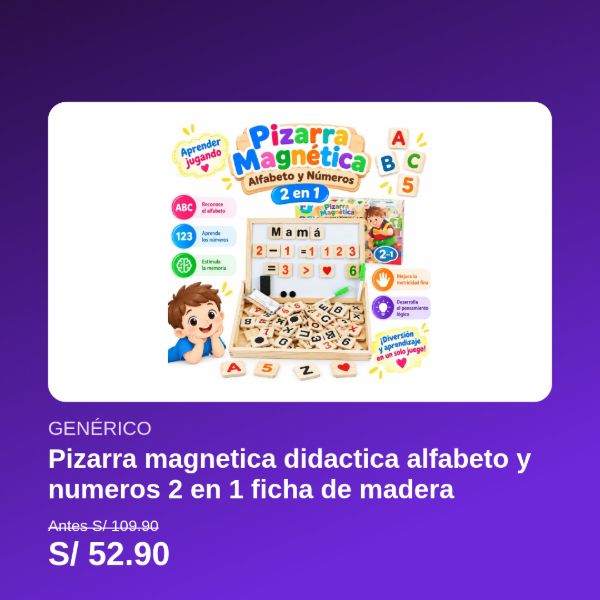 Aprender
jugando
Pizarra
Magnética
Alfabeto y Números
2 en 1
A
B C
5
ABC
Reconoce
el alfabeto
123
Aprende
los números
Estimula
la memoria
Pizarra
Magnética
M a m á
2 - 1 = 1 1 2 3
= 3 > ♥ 6
Mejora la
motricidad fina
Desarrolla
el pensamiento
lógico
¡Diversión
y aprendizaje
en un solo juego!
A 5 Z ♥
GENÉRICO
Pizarra magnetica didactica alfabeto y
numeros 2 en 1 ficha de madera
Antes S/ 109.90
S/ 52.90